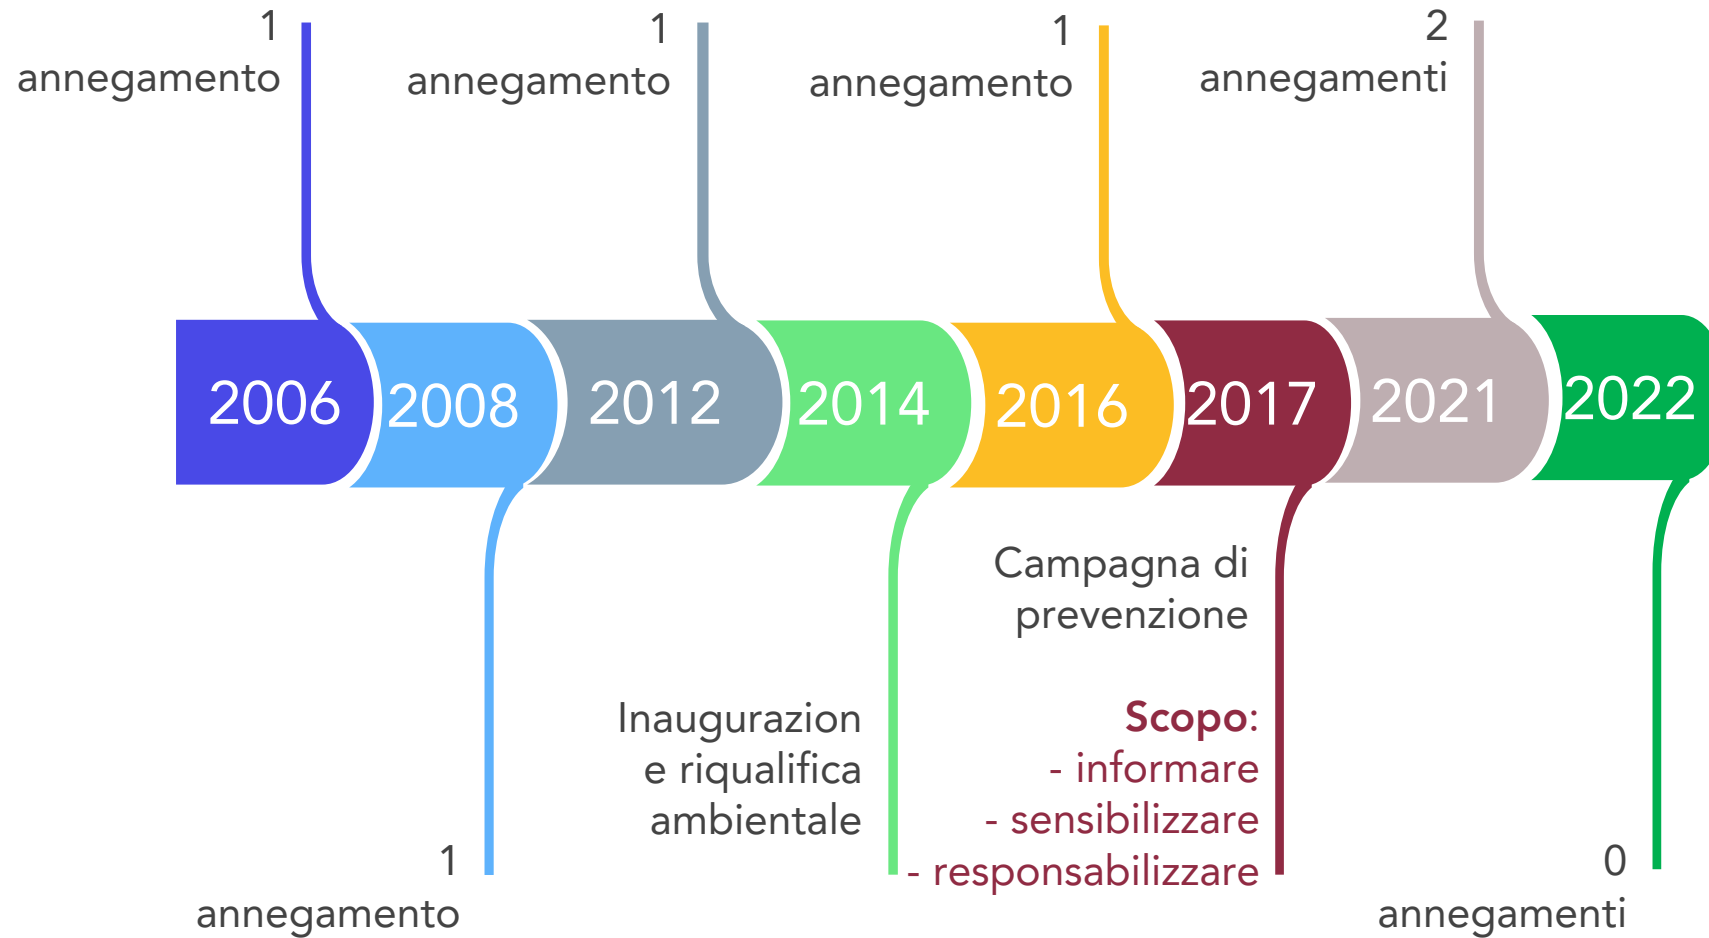 1
annegamento
1
annegamento
1
annegamento
2
annegamenti
2006
2008
2012
2014
2016
2017
2021
2022
1
annegamento
Inaugurazion
e riqualifica
ambientale
Campagna di
prevenzione
Scopo:
- informare
- sensibilizzare
- responsabilizzare
0
annegamenti